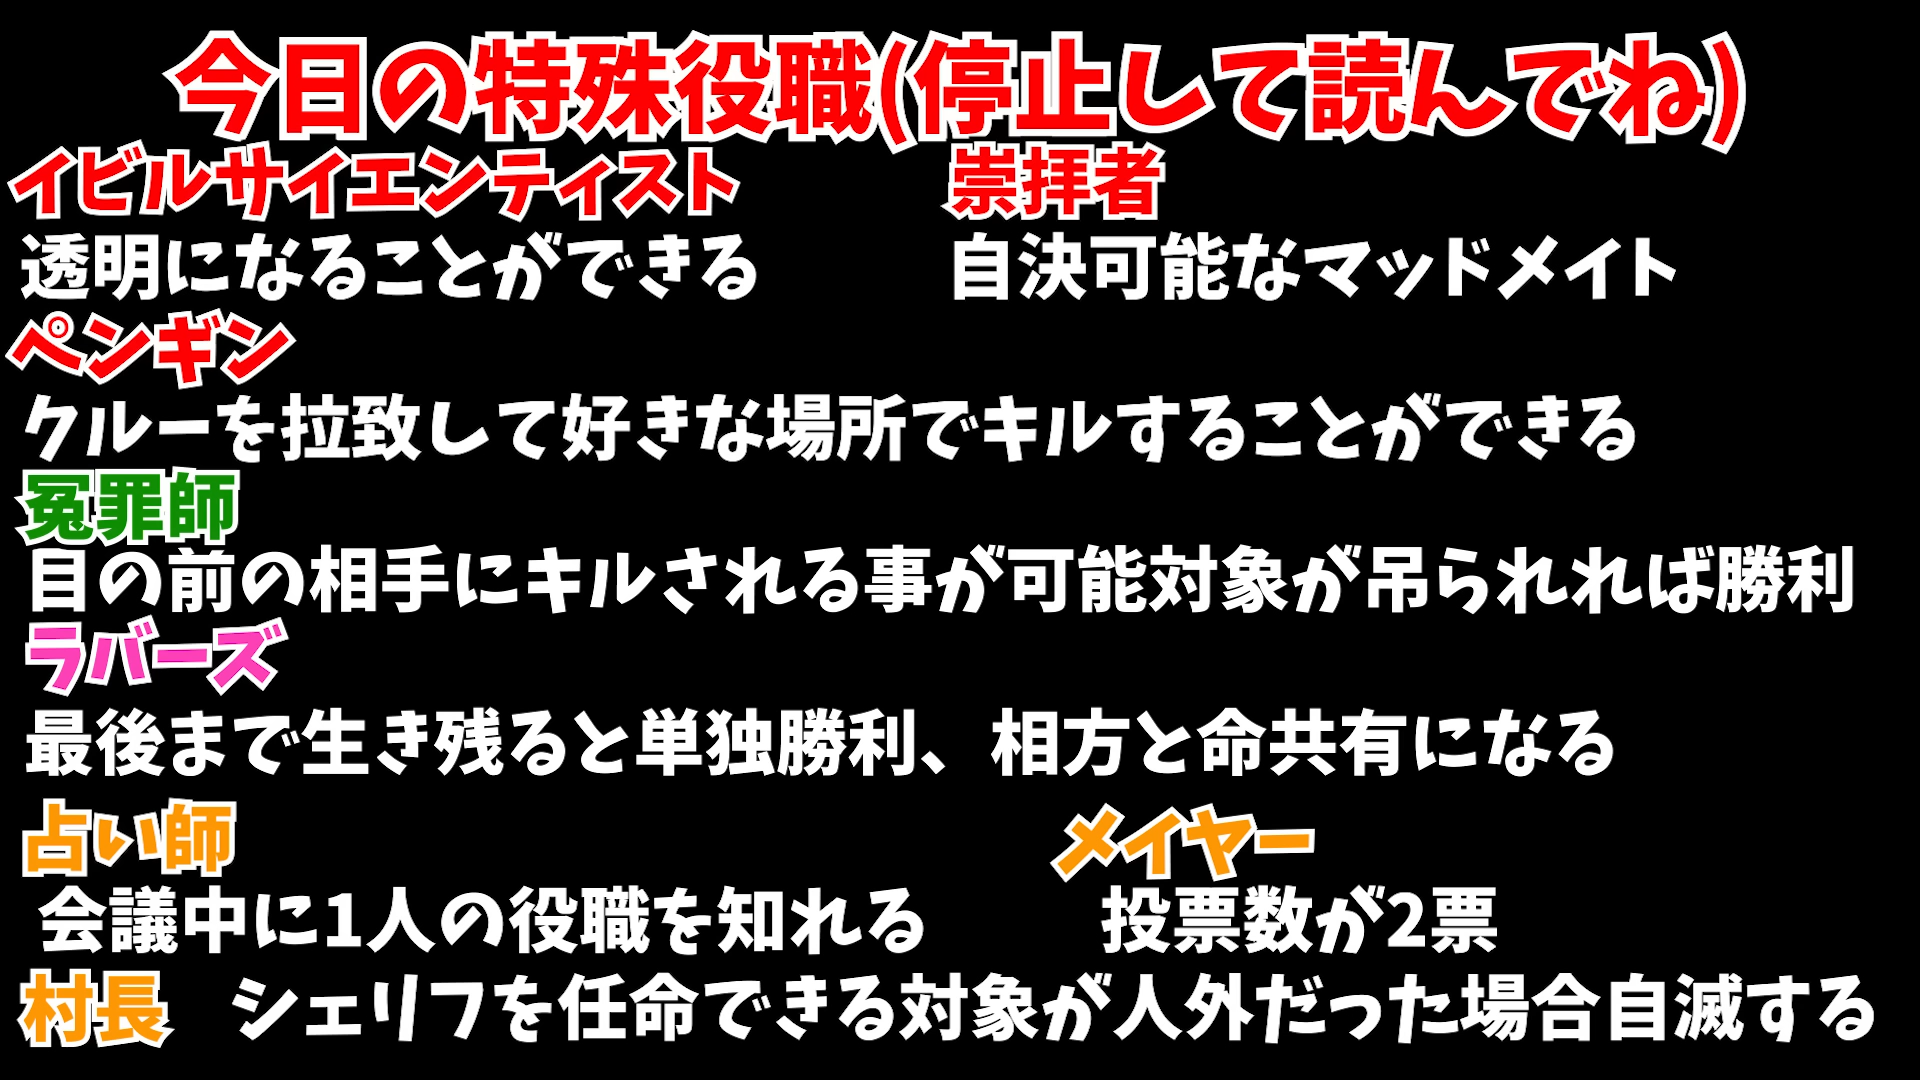 今日の特殊役職(停止して読んでね)
イビルサイエンティスト
透明になることができる
崇拝者
自決可能なマッドメイト
ペンギン
クルーを拉致して好きな場所でキルすることができる
冤罪師
目の前の相手にキルされる事が可能対象が吊られれば勝利
ラバーズ
最後まで生き残ると単独勝利、相方と命共有になる
占い師
会議中に1人の役職を知れる
メイヤー
投票数が2票
村長 シェリフを任命できる対象が人外だった場合自滅する